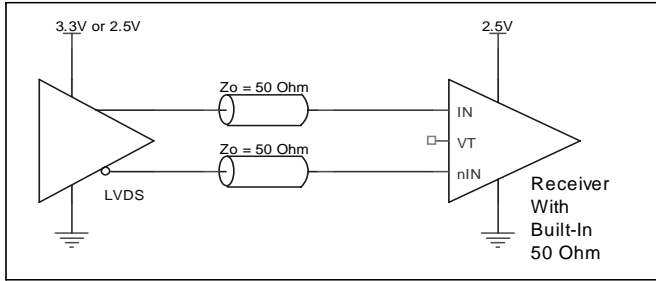 3.3V or 2.5V
2.5V
Zo = 50 Ohm
IN
VT
Zo = 50 Ohm
nIN
LVDS
Receiver
With
Built-In
50 Ohm